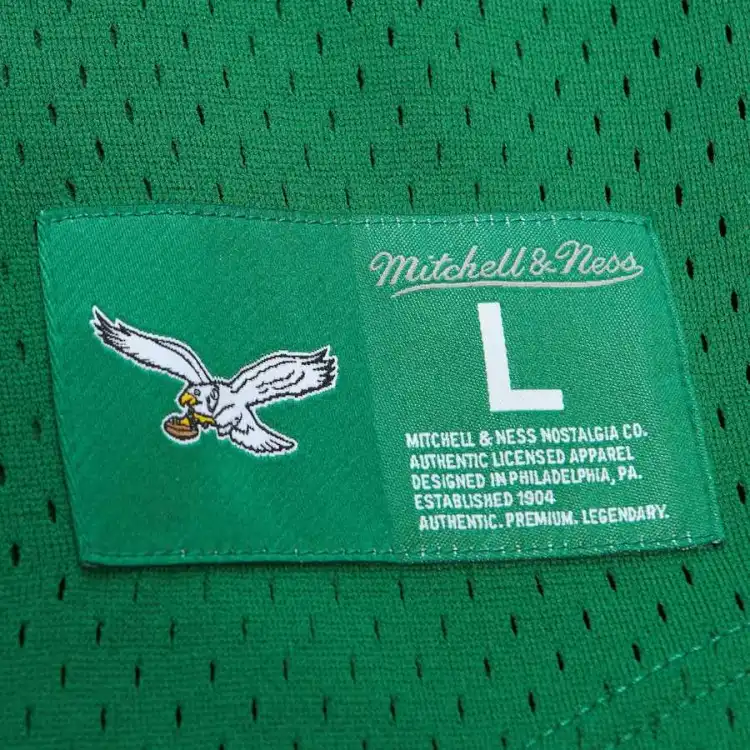 Mitchell & Ness
L
MITCHELL & NESS NOSTALGIA CO.
AUTHENTIC LICENSED APPAREL
DESIGNED IN PHILADELPHIA, PA.
ESTABLISHED 1904
AUTHENTIC. PREMIUM. LEGENDARY.